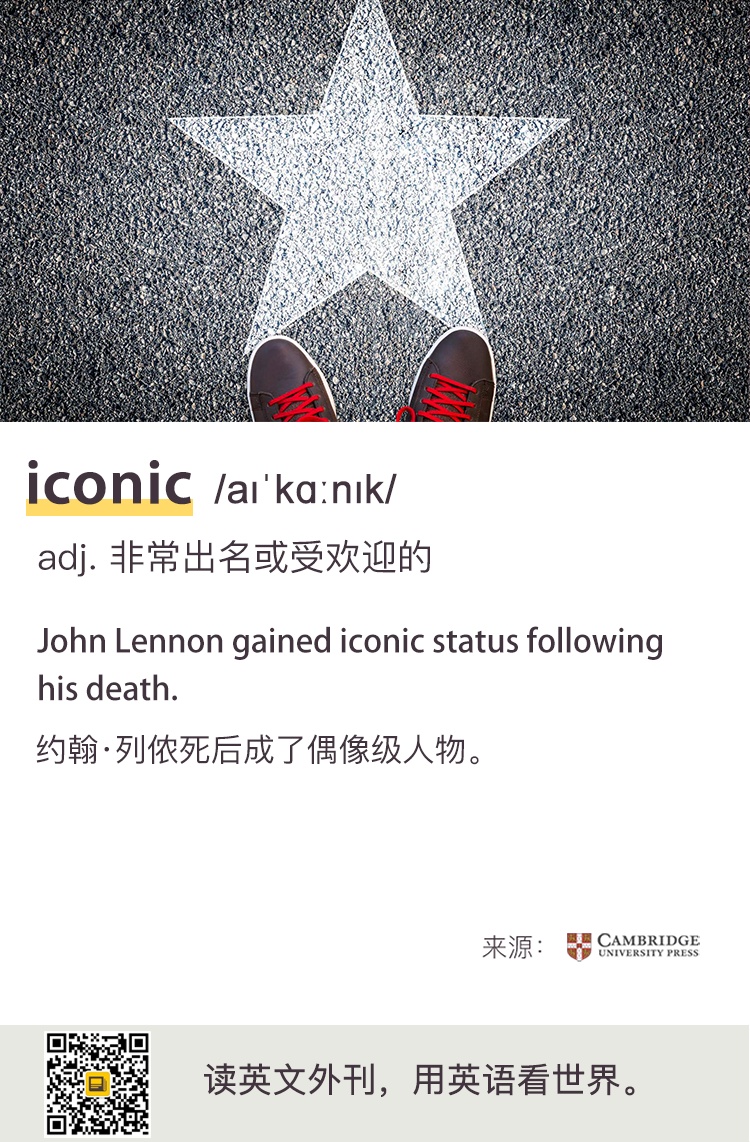 iconic /aɪˈkɑːnɪk/
adj. 非常出名或受欢迎的
John Lennon gained iconic status following
his death.
约翰·列侬死后成了偶像级人物。
来源：
CAMBRIDGE
UNIVERSITY PRESS
读英文外刊，用英语看世界。